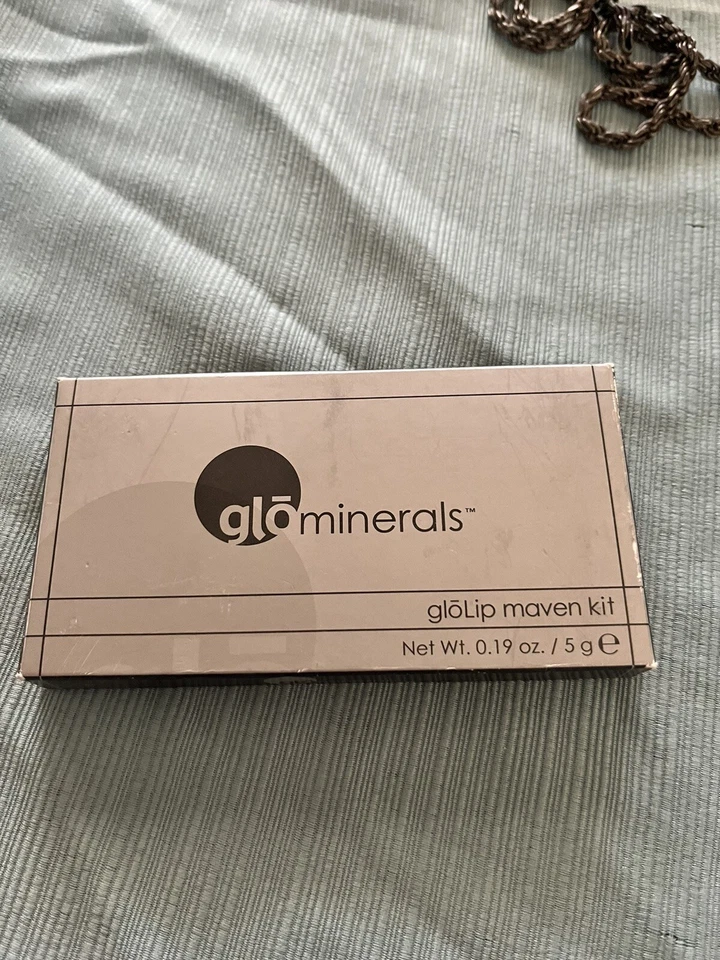 glōminerals™
glōLip maven kit
Net Wt. 0.19 oz. / 5 g ℮